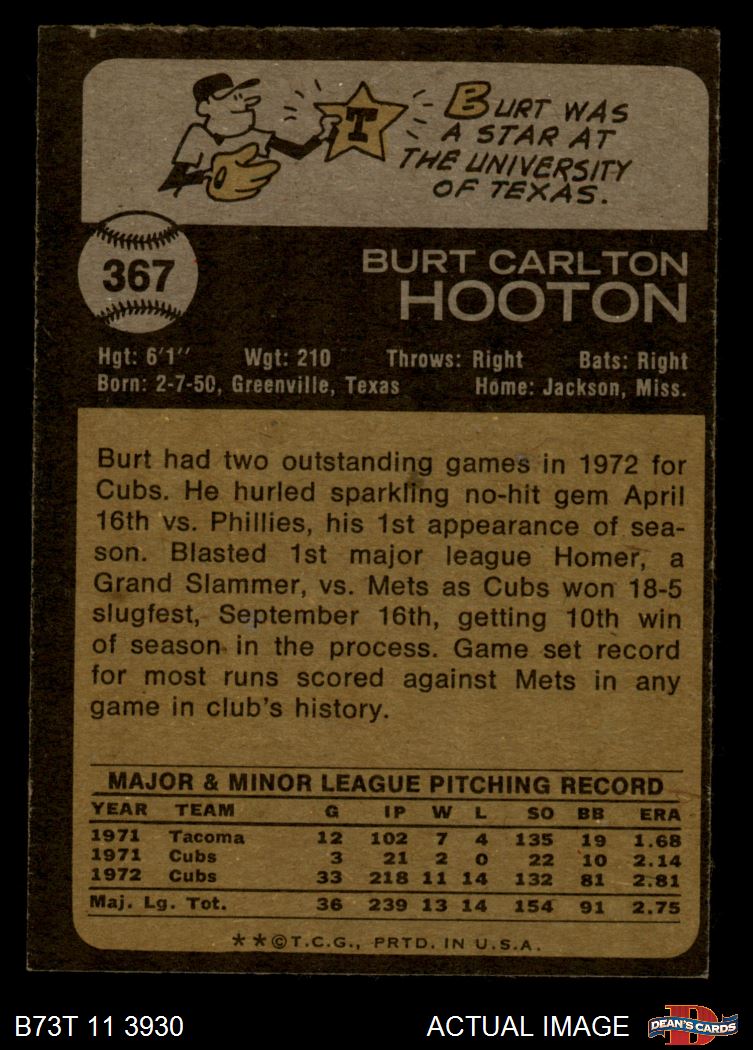 T
BURT WAS
A STAR AT
THE UNIVERSITY
OF TEXAS.
367
BURT CARLTON
HOOTON
Hgt: 6'1" Wgt: 210 Throws: Right Bats: Right
Born: 2-7-50, Greenville, Texas Home: Jackson, Miss.
Burt had two outstanding games in 1972 for
Cubs. He hurled sparkling no-hit gem April
16th vs. Phillies, his 1st appearance of sea-
son. Blasted 1st major league Homer, a
Grand Slammer, vs. Mets as Cubs won 18-5
slugfest, September 16th, getting 10th win
of season in the process. Game set record
for most runs scored against Mets in any
game in club's history.
MAJOR & MINOR LEAGUE PITCHING RECORD
YEAR TEAM G IP W L SO BB ERA
1971 Tacoma 12 102 7 4 135 19 1.68
1971 Cubs 3 21 2 0 22 10 2.14
1972 Cubs 33 218 11 14 132 81 2.81
Maj. Lg. Tot. 36 239 13 14 154 91 2.75
**©T.C.G., PRTD. IN U.S.A.
B73T 11 3930 ACTUAL IMAGE
D
DEAN'S CARDS